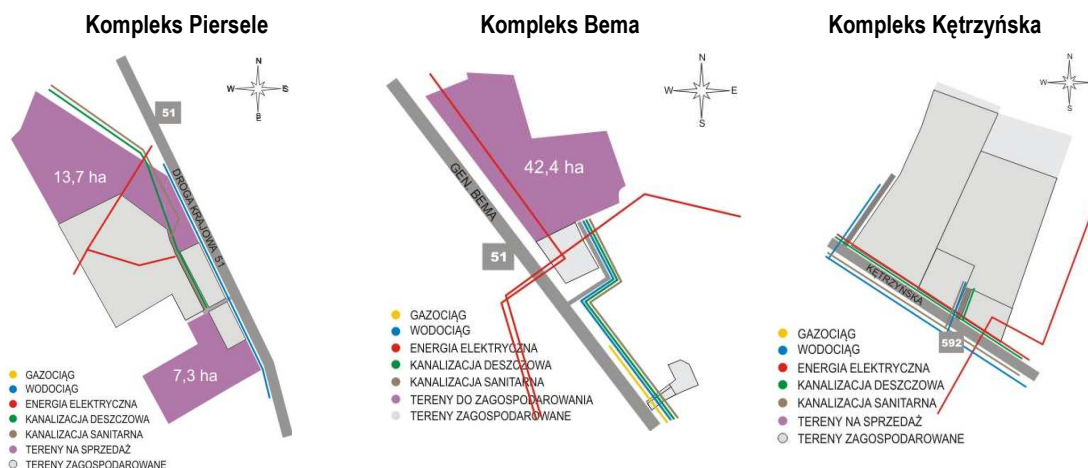 Kompleks Piersele
N
W
S
E
51
DROGA KRAJOWA 51
13,7 ha
7,3 ha
GAZOCIĄG
WODOCIĄG
ENERGIA ELEKTRYCZNA
KANALIZACJA DESZCZOWA
KANALIZACJA SANITARNA
TERENY NA SPRZEDAŻ
TERENY ZAGOSPODAROWANE
Kompleks Bema
N
W
E
S
42,4 ha
GEN. BEMA
51
GAZOCIĄG
WODOCIĄG
ENERGIA ELEKTRYCZNA
KANALIZACJA DESZCZOWA
KANALIZACJA SANITARNA
TERENY DO ZAGOSPODAROWANIA
TERENY ZAGOSPODAROWANE
Kompleks Kętrzyńska
N
W
E
S
KĘTRZYŃSKA
592
GAZOCIĄG
WODOCIĄG
ENERGIA ELEKTRYCZNA
KANALIZACJA DESZCZOWA
KANALIZACJA SANITARNA
TERENY NA SPRZEDAŻ
TERENY ZAGOSPODAROWANE